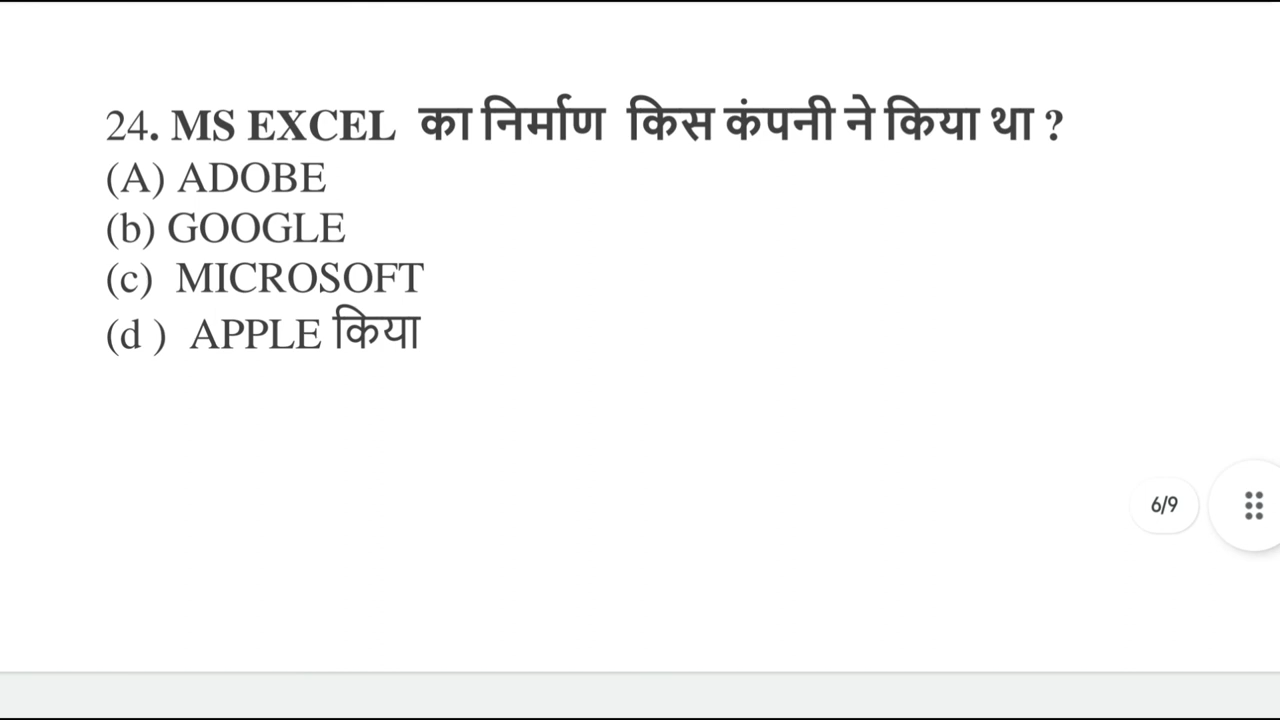 24. MS EXCEL का निर्माण किस कंपनी ने किया था ?
(A) ADOBE
(b) GOOGLE
(c) MICROSOFT
(d ) APPLE किया
6/9